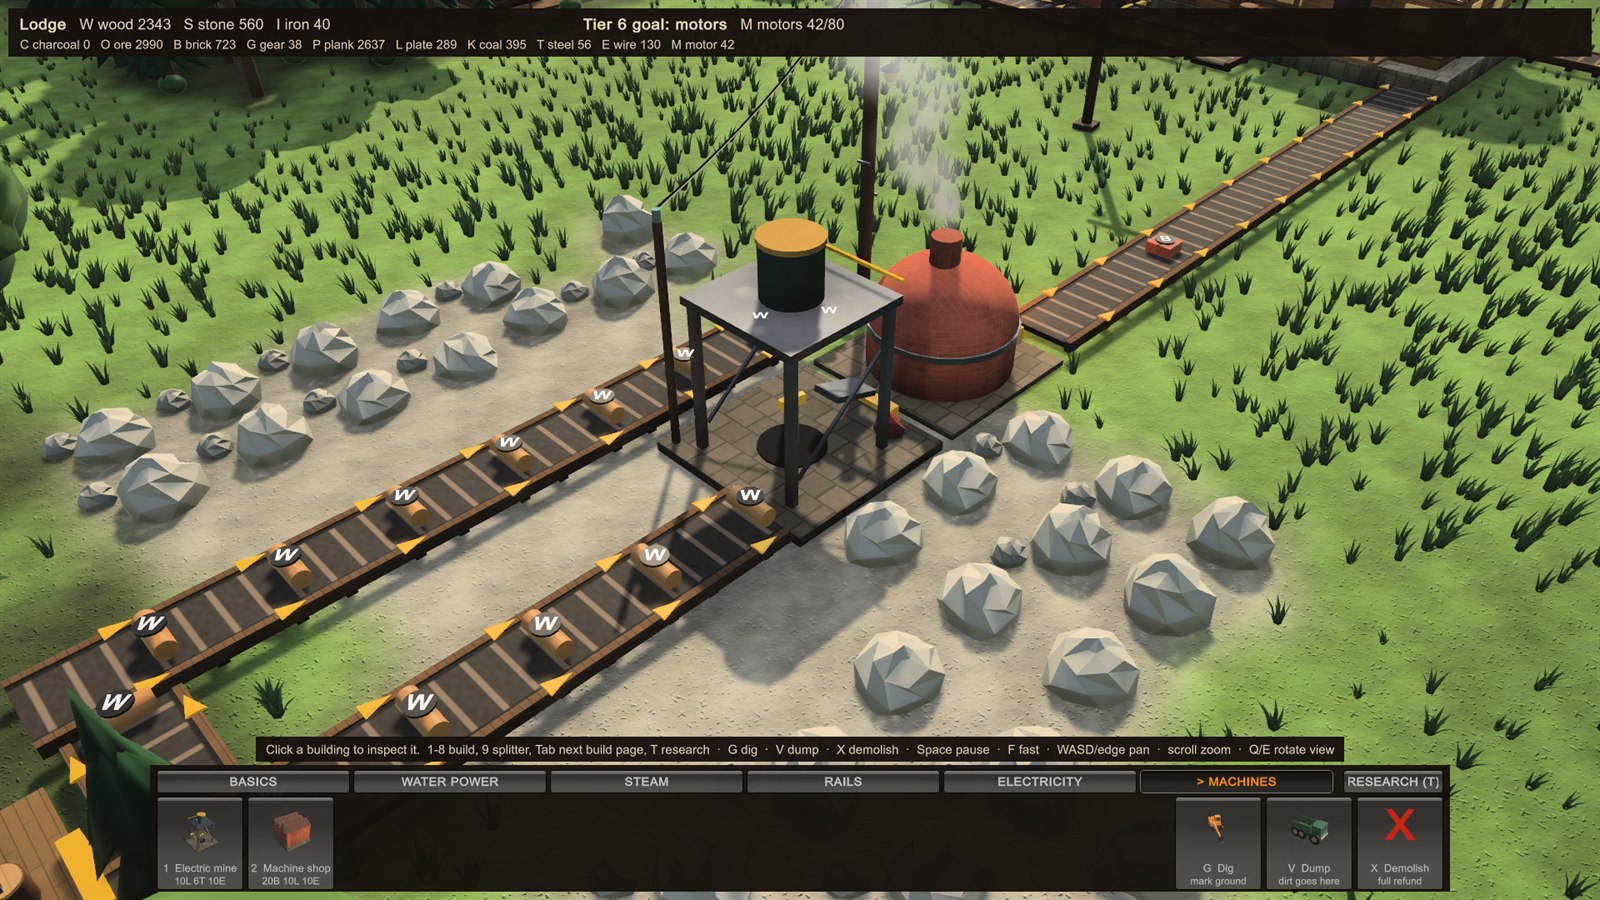 Lodge W wood 2343 S stone 560 I iron 40
Tier 6 goal: motors M motors 42/80
C charcoal 0 O ore 2990 B brick 723 G gear 38 P plank 2637 L plate 289 K coal 395 T steel 56 E wire 130 M motor 42
W
W
W
W
W
W
W
W
W
W
W
W
W
Click a building to inspect it. 1-8 build, 9 splitter, Tab next build page, T research · G dig · V dump · X demolish · Space pause · F fast · WASD/edge pan · scroll zoom · Q/E rotate view
BASICS
WATER POWER
STEAM
RAILS
ELECTRICITY
> MACHINES
RESEARCH (T)
1 Electric mine
10L 6T 10E
2 Machine shop
20B 10L 10E
G Dig
mark ground
V Dump
dirt goes here
X
X Demolish
full refund